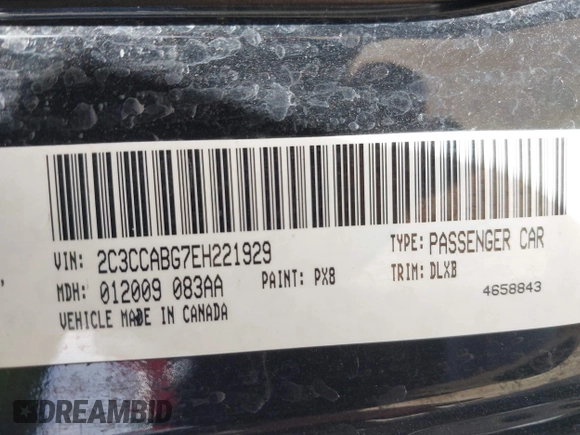 VIN: 2C3CCABG7EH221929
TYPE: PASSENGER CAR
MDH: 012009 083AA
PAINT: PX8
TRIM: DLXB
VEHICLE MADE IN CANADA
4658843
DREAMBID